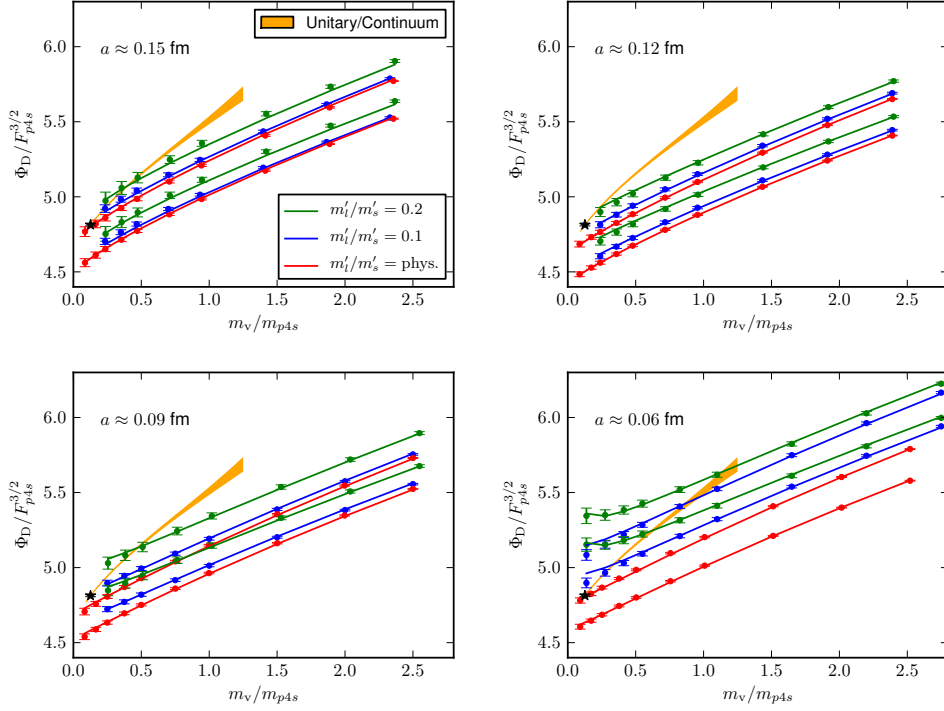 Unitary/Continuum
a ≈ 0.15 fm
Φ_D/F_{p4s}^{3/2}
6.0
5.5
5.0
4.5
m'_l/m'_s = 0.2
m'_l/m'_s = 0.1
m'_l/m'_s = phys.
0.0 0.5 1.0 1.5 2.0 2.5
m_v/m_{p4s}
a ≈ 0.12 fm
Φ_D/F_{p4s}^{3/2}
6.0
5.5
5.0
4.5
0.0 0.5 1.0 1.5 2.0 2.5
m_v/m_{p4s}
a ≈ 0.09 fm
Φ_D/F_{p4s}^{3/2}
6.0
5.5
5.0
4.5
0.0 0.5 1.0 1.5 2.0 2.5
m_v/m_{p4s}
a ≈ 0.06 fm
Φ_D/F_{p4s}^{3/2}
6.0
5.5
5.0
4.5
0.0 0.5 1.0 1.5 2.0 2.5
m_v/m_{p4s}